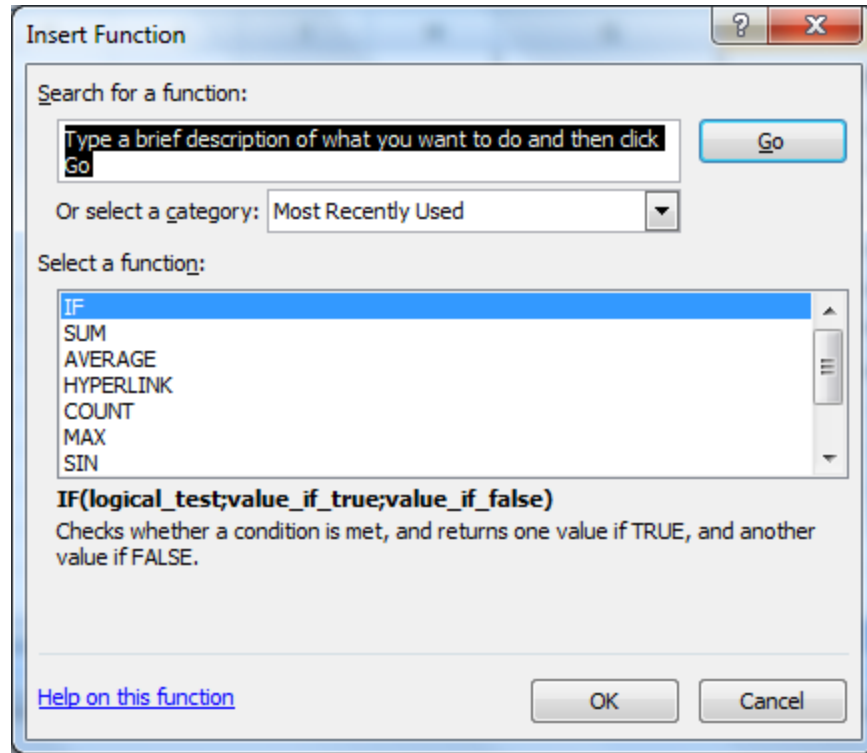 Insert Function
Search for a function:
Type a brief description of what you want to do and then click
Go
Go
Or select a category: Most Recently Used
Select a function:
IF
SUM
AVERAGE
HYPERLINK
COUNT
MAX
SIN
IF(logical_test;value_if_true;value_if_false)
Checks whether a condition is met, and returns one value if TRUE, and another
value if FALSE.
Help on this function
OK
Cancel